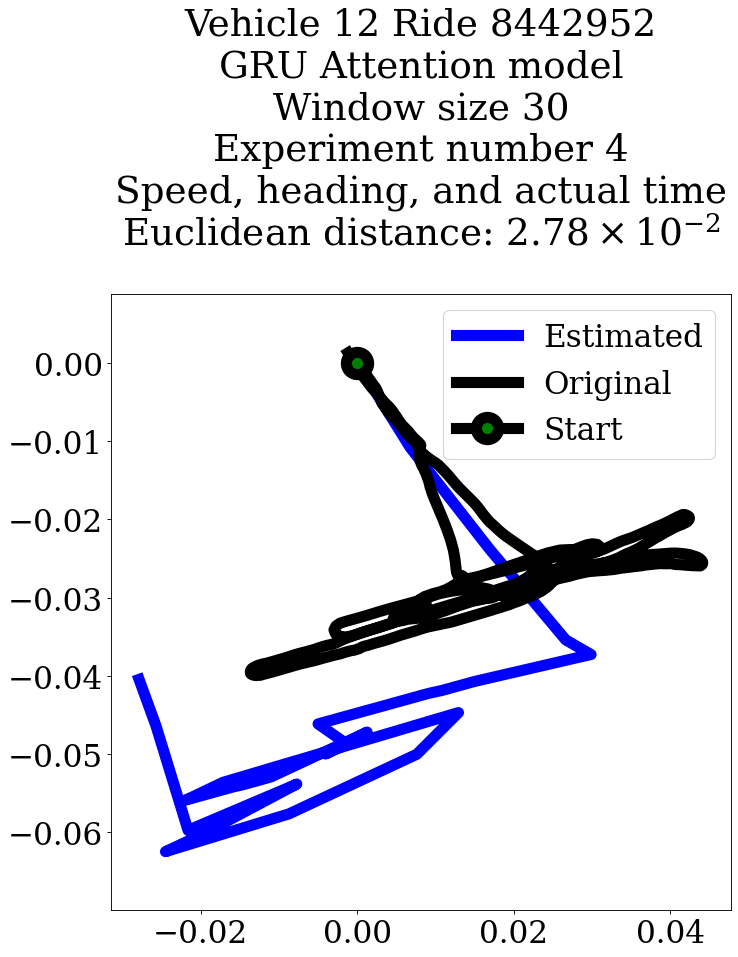 Vehicle 12 Ride 8442952
GRU Attention model
Window size 30
Experiment number 4
Speed, heading, and actual time
Euclidean distance: 2.78 × 10⁻²
Estimated
Original
Start
0.00
−0.01
−0.02
−0.03
−0.04
−0.05
−0.06
−0.02 0.00 0.02 0.04